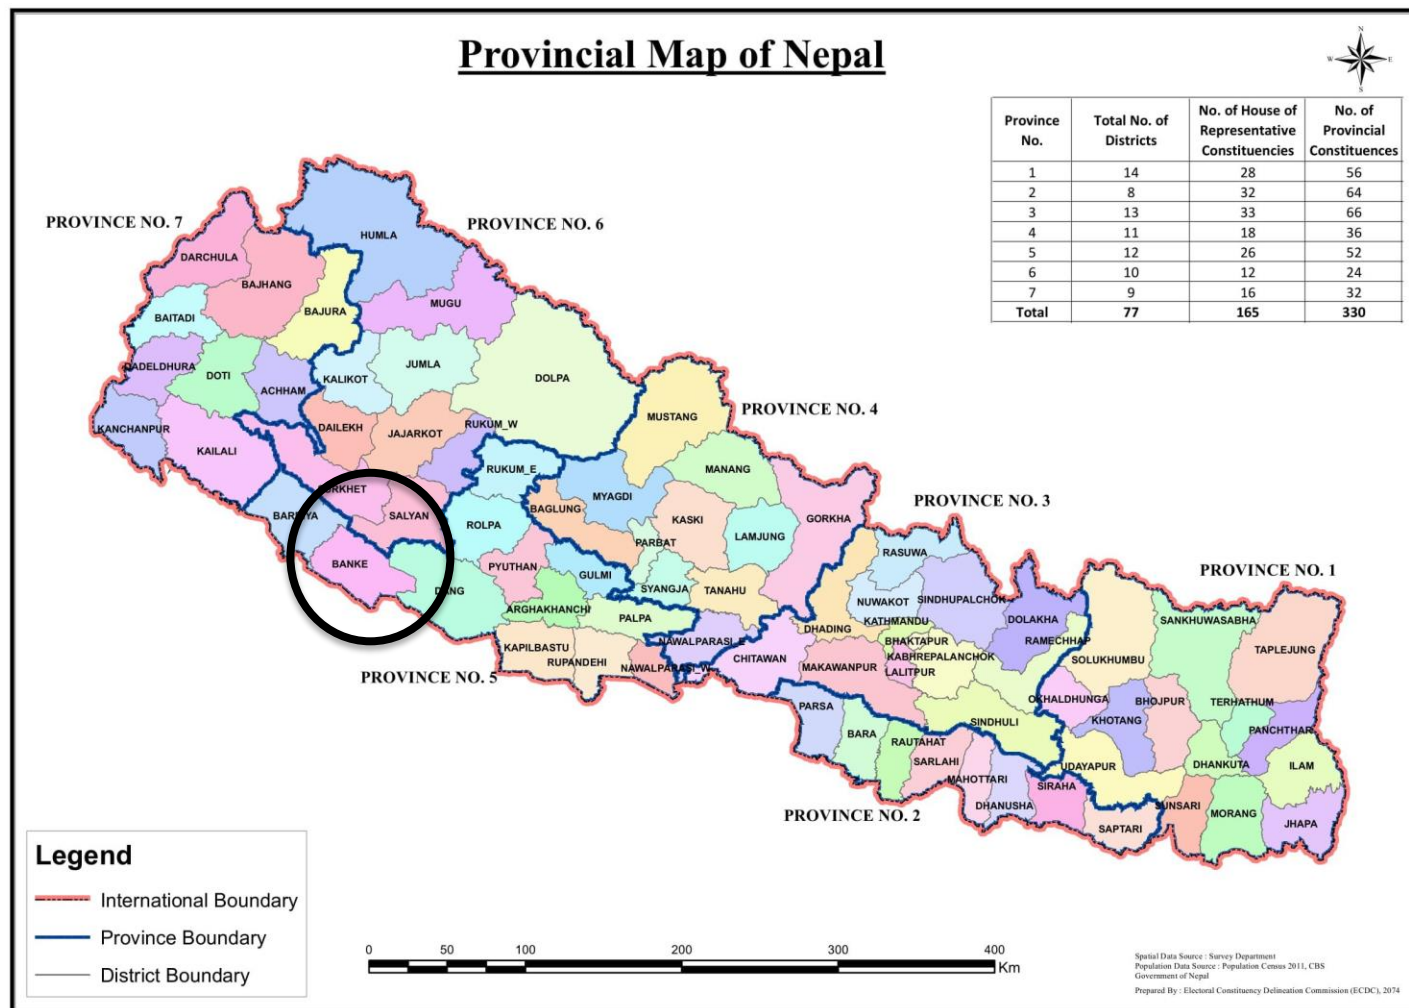 Provincial Map of Nepal
N
W E
S
Province No. Total No. of Districts No. of House of Representative Constituencies No. of Provincial Constituences
1 14 28 56
2 8 32 64
3 13 33 66
4 11 18 36
5 12 26 52
6 10 12 24
7 9 16 32
Total 77 165 330
PROVINCE NO. 7
PROVINCE NO. 6
HUMLA
DARCHULA
BAJHANG
MUGU
BAJURA
BAITADI
DADELDHURA
DOTI
ACHHAM
KALIKOT
JUMLA
DOLPA
PROVINCE NO. 4
MUSTANG
KANCHANPUR
KAILALI
DAILEKH
JAJARKOT
RUKUM_W
RUKUM_E
MANANG
MYAGDI
BAGLUNG
KASKI
GORKHA
PROVINCE NO. 3
SALYAN
ROLPA
LAMJUNG
PARBAT
RASUWA
BANKE
PYUTHAN
GULMI
SYANGJA
TANAHU
NUWAKOT
SINDHUPALCHOK
PROVINCE NO. 1
ARGHAKHANCHI
PALPA
DHADING
KATHMANDU
DOLAKHA
SANKHUWASABHA
KAPILBASTU
RUPANDEHI
NAWALPARASI_E
NAWALPARASI_W
CHITAWAN
BHAKTAPUR
KABHREPALANCHOK
LALITPUR
RAMECHHAP
MAKAWANPUR
SOLUKHUMBU
TAPLEJUNG
PROVINCE NO. 5
PARSA
BARA
RAUTAHAT
SARLAHI
SINDHULI
OKHALDHUNGA
KHOTANG
BHOJPUR
TERHATHUM
PANCHTHAR
MAHOTTARI
DHANUSHA
SIRAHA
UDAYAPUR
DHANKUTA
ILAM
PROVINCE NO. 2
SAPTARI
SUNSARI
MORANG
JHAPA
Legend
International Boundary
Province Boundary
District Boundary
0 50 100 200 300 400
Km
Spatial Data Source : Survey Department
Population Data Source : Population Census 2011, CBS
Government of Nepal
Prepared By : Electoral Constituency Delineation Commission (ECDC), 2074